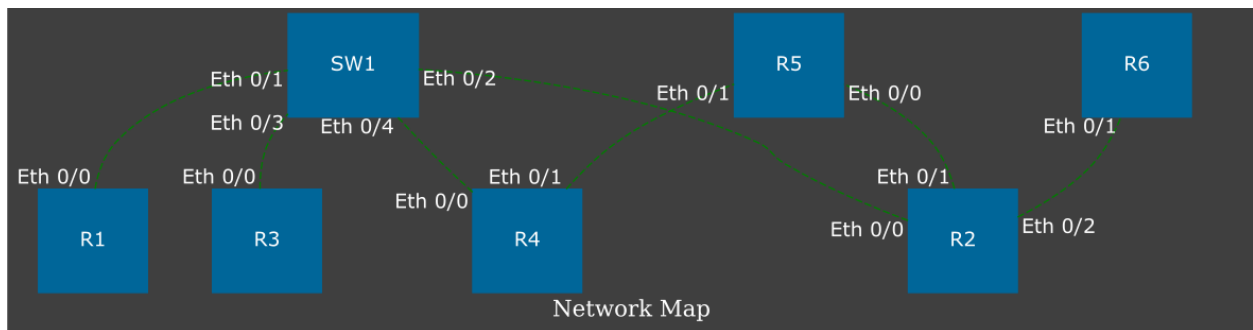 SW1
R5
R6
Eth 0/1
Eth 0/2
Eth 0/1
Eth 0/0
Eth 0/3
Eth 0/4
Eth 0/1
Eth 0/0
Eth 0/0
Eth 0/1
Eth 0/1
Eth 0/0
Eth 0/0
Eth 0/2
R1
R3
R4
R2
Network Map